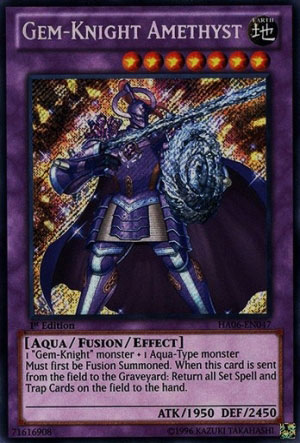 GEM-KNIGHT AMETHYST
EARTH
地
1st Edition
HA06-EN047
[AQUA / FUSION / EFFECT]
1 "Gem-Knight" monster + 1 Aqua-Type monster
Must first be Fusion Summoned. When this card is sent
from the field to the Graveyard: Return all Set Spell and
Trap Cards on the field to the hand.
ATK/1950 DEF/2450
71616908
©1996 KAZUKI TAKAHASHI